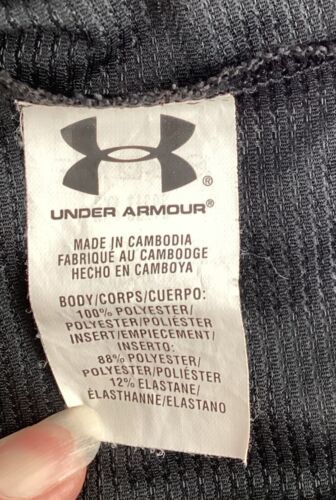 ®
UNDER ARMOUR®
MADE IN CAMBODIA
FABRIQUE AU CAMBODGE
HECHO EN CAMBOYA
BODY/CORPS/CUERPO:
100% POLYESTER/
POLYESTER/POLIÉSTER
INSERT/EMPIECEMENT/
INSERTO:
88% POLYESTER/
POLYESTER/POLIÉSTER
12% ELASTANE/
ÉLASTHANNE/ELASTANO